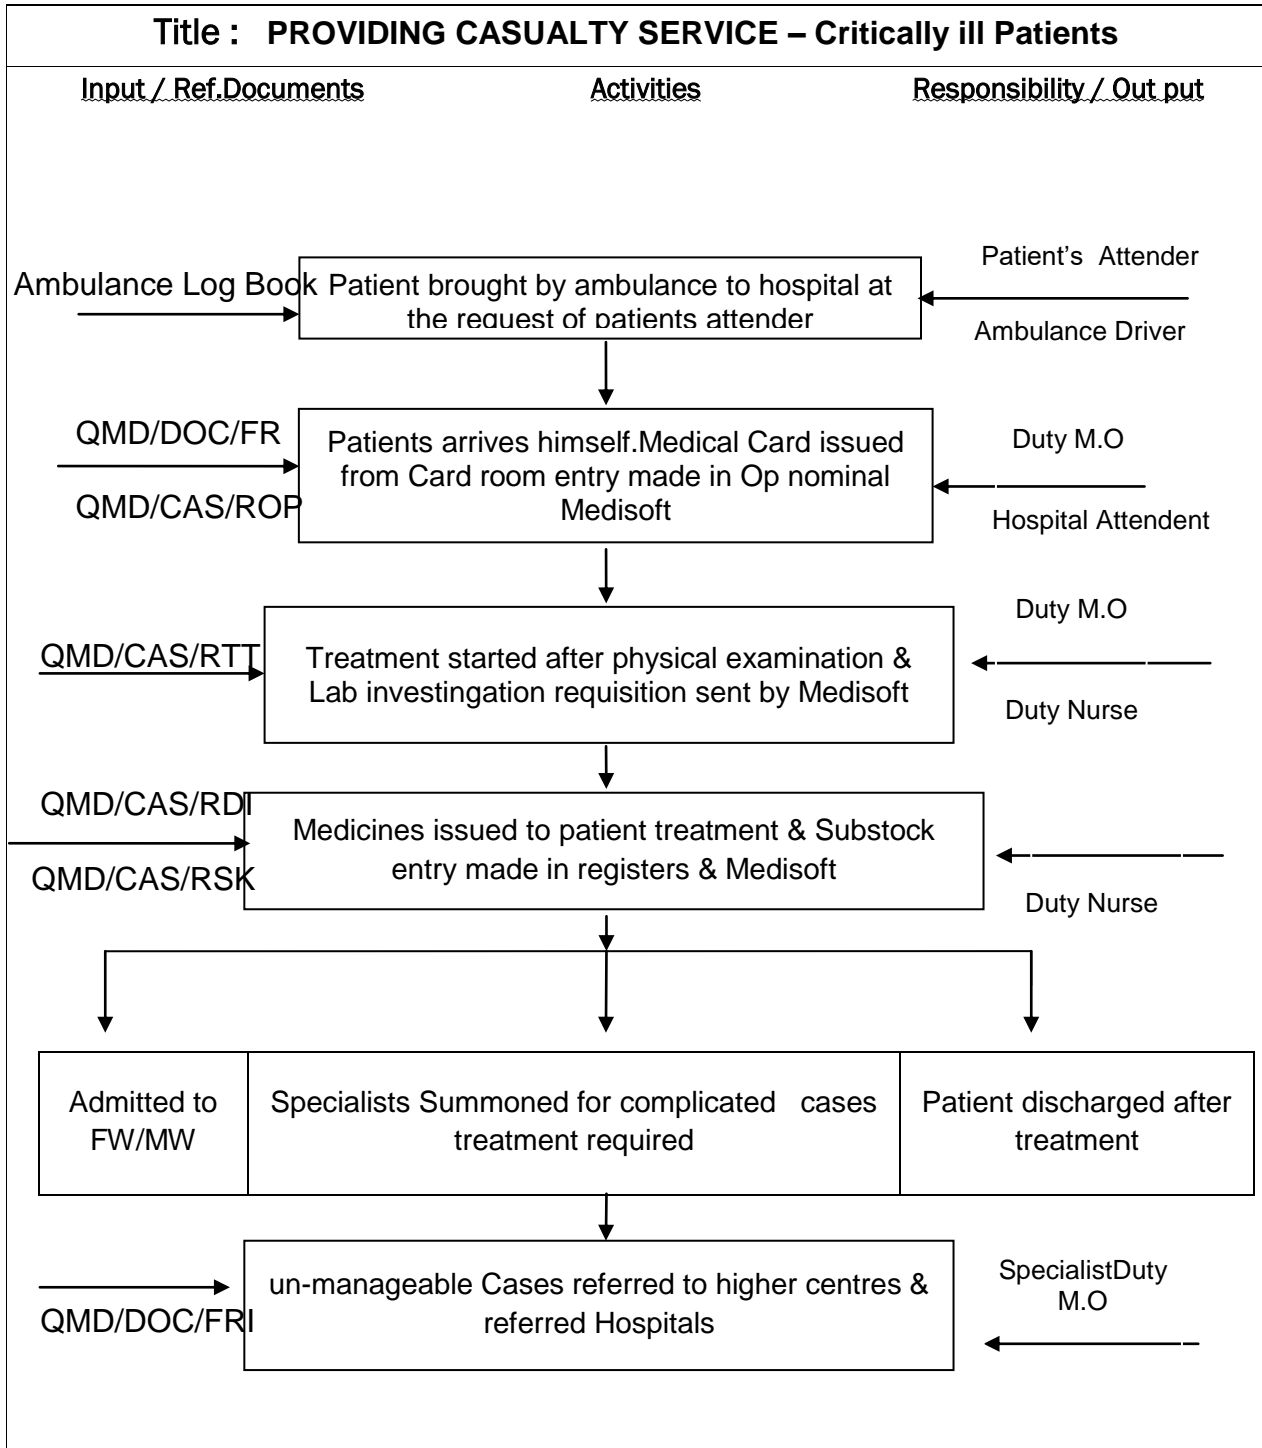 Title : PROVIDING CASUALTY SERVICE – Critically ill Patients
Input / Ref.Documents Activities Responsibility / Out put
Patient’s Attender
Ambulance Log Book
Patient brought by ambulance to hospital at
the request of patients attender
Ambulance Driver
QMD/DOC/FR
QMD/CAS/ROP
Patients arrives himself.Medical Card issued
from Card room entry made in Op nominal
Medisoft
Duty M.O
Hospital Attendent
QMD/CAS/RTT
Treatment started after physical examination &
Lab investingation requisition sent by Medisoft
Duty M.O
Duty Nurse
QMD/CAS/RDI
QMD/CAS/RSK
Medicines issued to patient treatment & Substock
entry made in registers & Medisoft
Duty Nurse
Admitted to
FW/MW
Specialists Summoned for complicated cases
treatment required
Patient discharged after
treatment
QMD/DOC/FRI
un-manageable Cases referred to higher centres &
referred Hospitals
SpecialistDuty
M.O